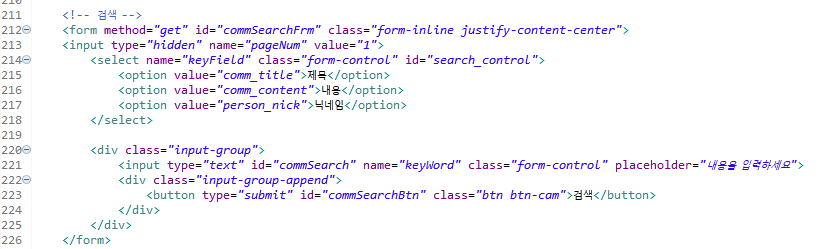 210
211 <!-- 검색 -->
212 <form method="get" id="commSearchFrm" class="form-inline justify-content-center">
213 <input type="hidden" name="pageNum" value="1">
214 <select name="keyField" class="form-control" id="search_control">
215 <option value="comm_title">제목</option>
216 <option value="comm_content">내용</option>
217 <option value="person_nick">닉네임</option>
218 </select>
219
220 <div class="input-group">
221 <input type="text" id="commSearch" name="keyWord" class="form-control" placeholder="내용을 입력하세요">
222 <div class="input-group-append">
223 <button type="submit" id="commSearchBtn" class="btn btn-cam">검색</button>
224 </div>
225 </div>
226 </form>